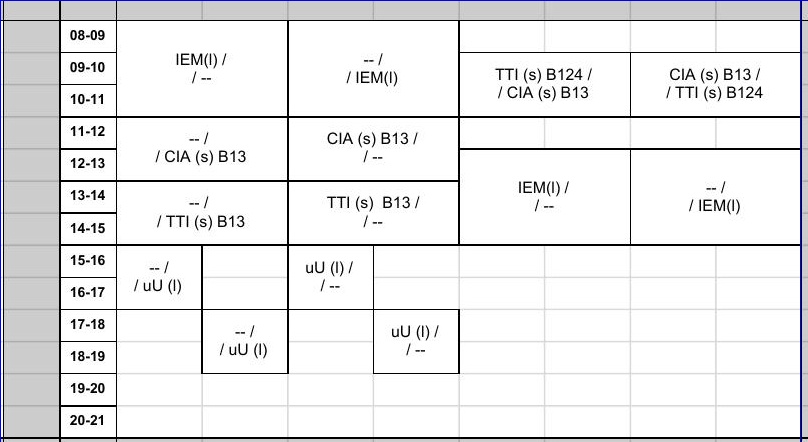 08-09
IEM(l) /
/ --
-- /
/ IEM(l)
09-10
10-11
TTI (s) B124 /
/ CIA (s) B13
CIA (s) B13 /
/ TTI (s) B124
11-12
12-13
-- /
/ CIA (s) B13
CIA (s) B13 /
/ --
13-14
14-15
-- /
/ TTI (s) B13
TTI (s)  B13 /
/ --
IEM(l) /
/ --
-- /
/ IEM(l)
15-16
16-17
-- /
/ uU (l)
uU (l) /
/ --
17-18
18-19
-- /
/ uU (l)
uU (l) /
/ --
19-20
20-21